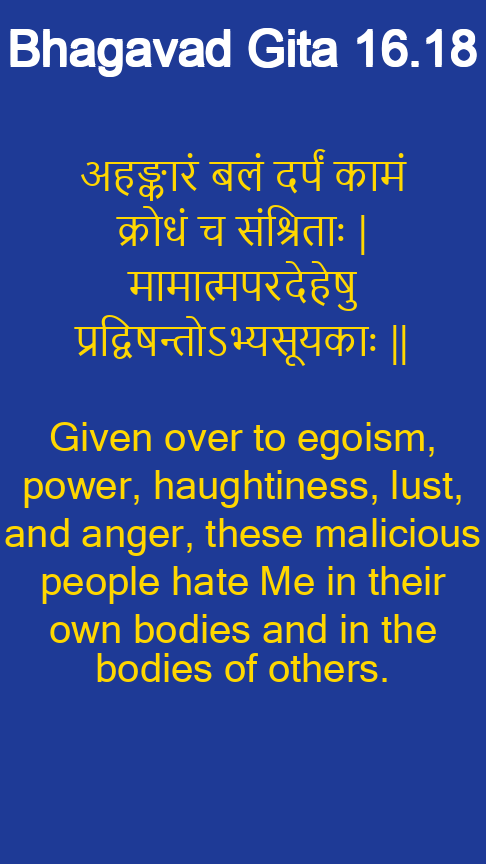 Bhagavad Gita 16.18
अहङ्कारं बलं दर्पं कामं
क्रोधं च संश्रिताः |
मामात्मपरदेहेषु
प्रद्विषन्तोऽभ्यसूयकाः ||
Given over to egoism,
power, haughtiness, lust,
and anger, these malicious
people hate Me in their
own bodies and in the
bodies of others.